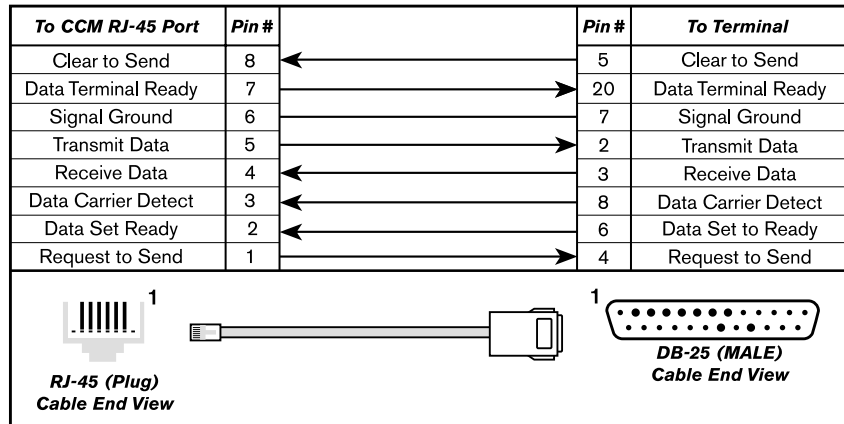 To CCM RJ-45 Port Pin # Pin # To Terminal
Clear to Send 8 5 Clear to Send
Data Terminal Ready 7 20 Data Terminal Ready
Signal Ground 6 7 Signal Ground
Transmit Data 5 2 Transmit Data
Receive Data 4 3 Receive Data
Data Carrier Detect 3 8 Data Carrier Detect
Data Set Ready 2 6 Data Set to Ready
Request to Send 1 4 Request to Send
1 1
RJ-45 (Plug)
Cable End View
DB-25 (MALE)
Cable End View